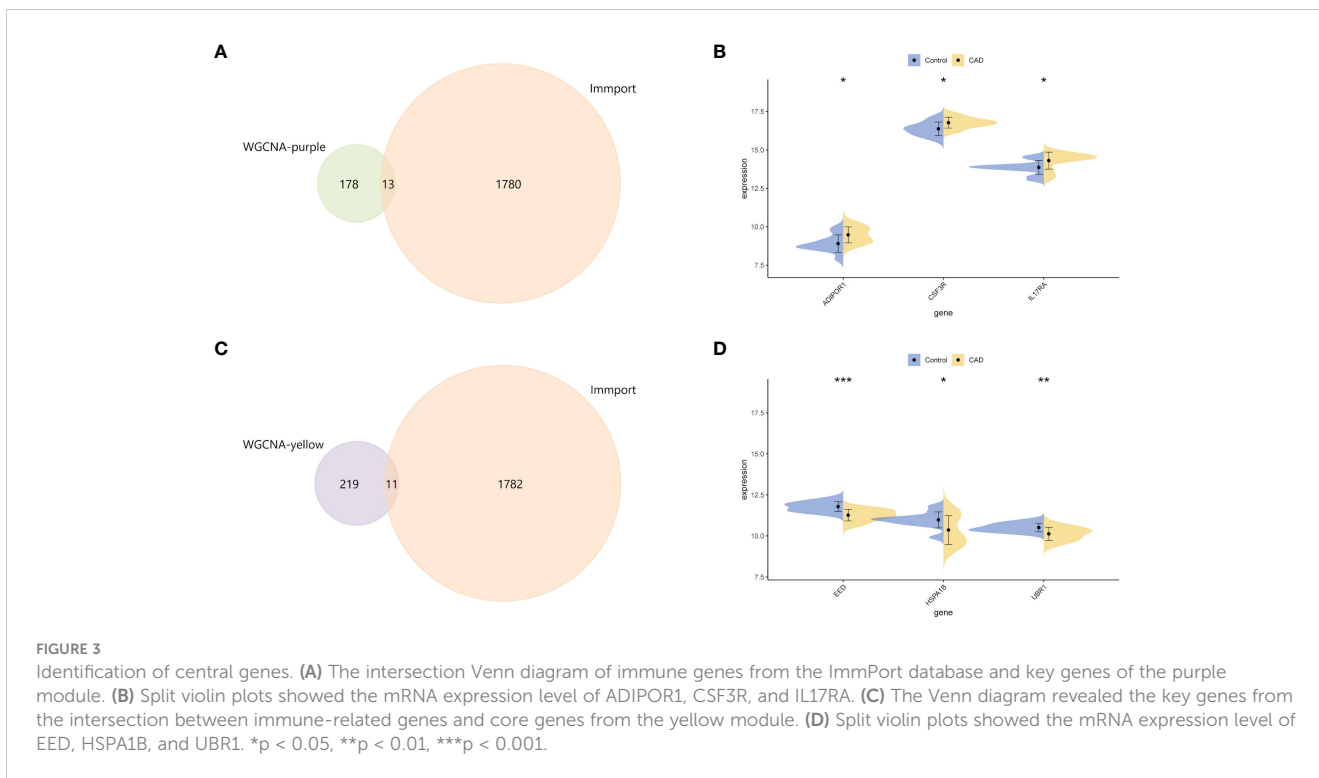 A
Immport
WGCNA-purple
178
13
1780
B
Control
CAD
*
*
*
17.5
15.0
12.5
10.0
7.5
expression
ADIPOR1
CSF3R
IL17RA
gene
C
Immport
WGCNA-yellow
219
11
1782
D
Control
CAD
***
*
**
17.5
15.0
12.5
10.0
7.5
expression
EED
HSPA1B
UBR1
gene
FIGURE 3
Identification of central genes. (A) The intersection Venn diagram of immune genes from the ImmPort database and key genes of the purple
module. (B) Split violin plots showed the mRNA expression level of ADIPOR1, CSF3R, and IL17RA. (C) The Venn diagram revealed the key genes from
the intersection between immune-related genes and core genes from the yellow module. (D) Split violin plots showed the mRNA expression level of
EED, HSPA1B, and UBR1. *p < 0.05, **p < 0.01, ***p < 0.001.